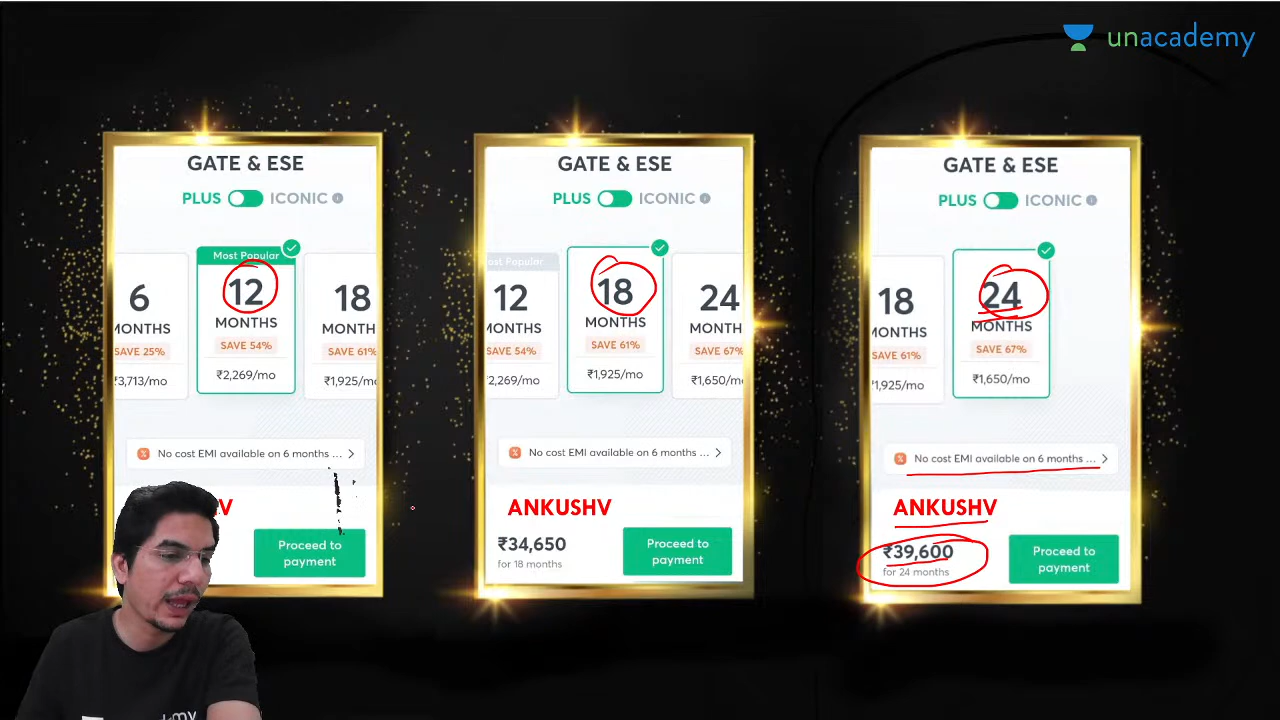 unacademy
GATE & ESE
PLUS ICONIC
Most Popular
6
MONTHS
SAVE 25%
₹3,713/mo
12
MONTHS
SAVE 54%
₹2,269/mo
18
MONTH
SAVE 61%
₹1,925/m
No cost EMI available on 6 months ...
V
Proceed to
payment
GATE & ESE
PLUS ICONIC
ost Popular
12
MONTHS
SAVE 54%
2,269/mo
18
MONTHS
SAVE 61%
₹1,925/mo
24
MONTH
SAVE 67%
₹1,650/m
No cost EMI available on 6 months ...
ANKUSHV
₹34,650
for 18 months
Proceed to
payment
GATE & ESE
PLUS ICONIC
18
MONTHS
SAVE 61%
₹1,925/mo
24
MONTHS
SAVE 67%
₹1,650/mo
No cost EMI available on 6 months ...
ANKUSHV
₹39,600
for 24 months
Proceed to
payment